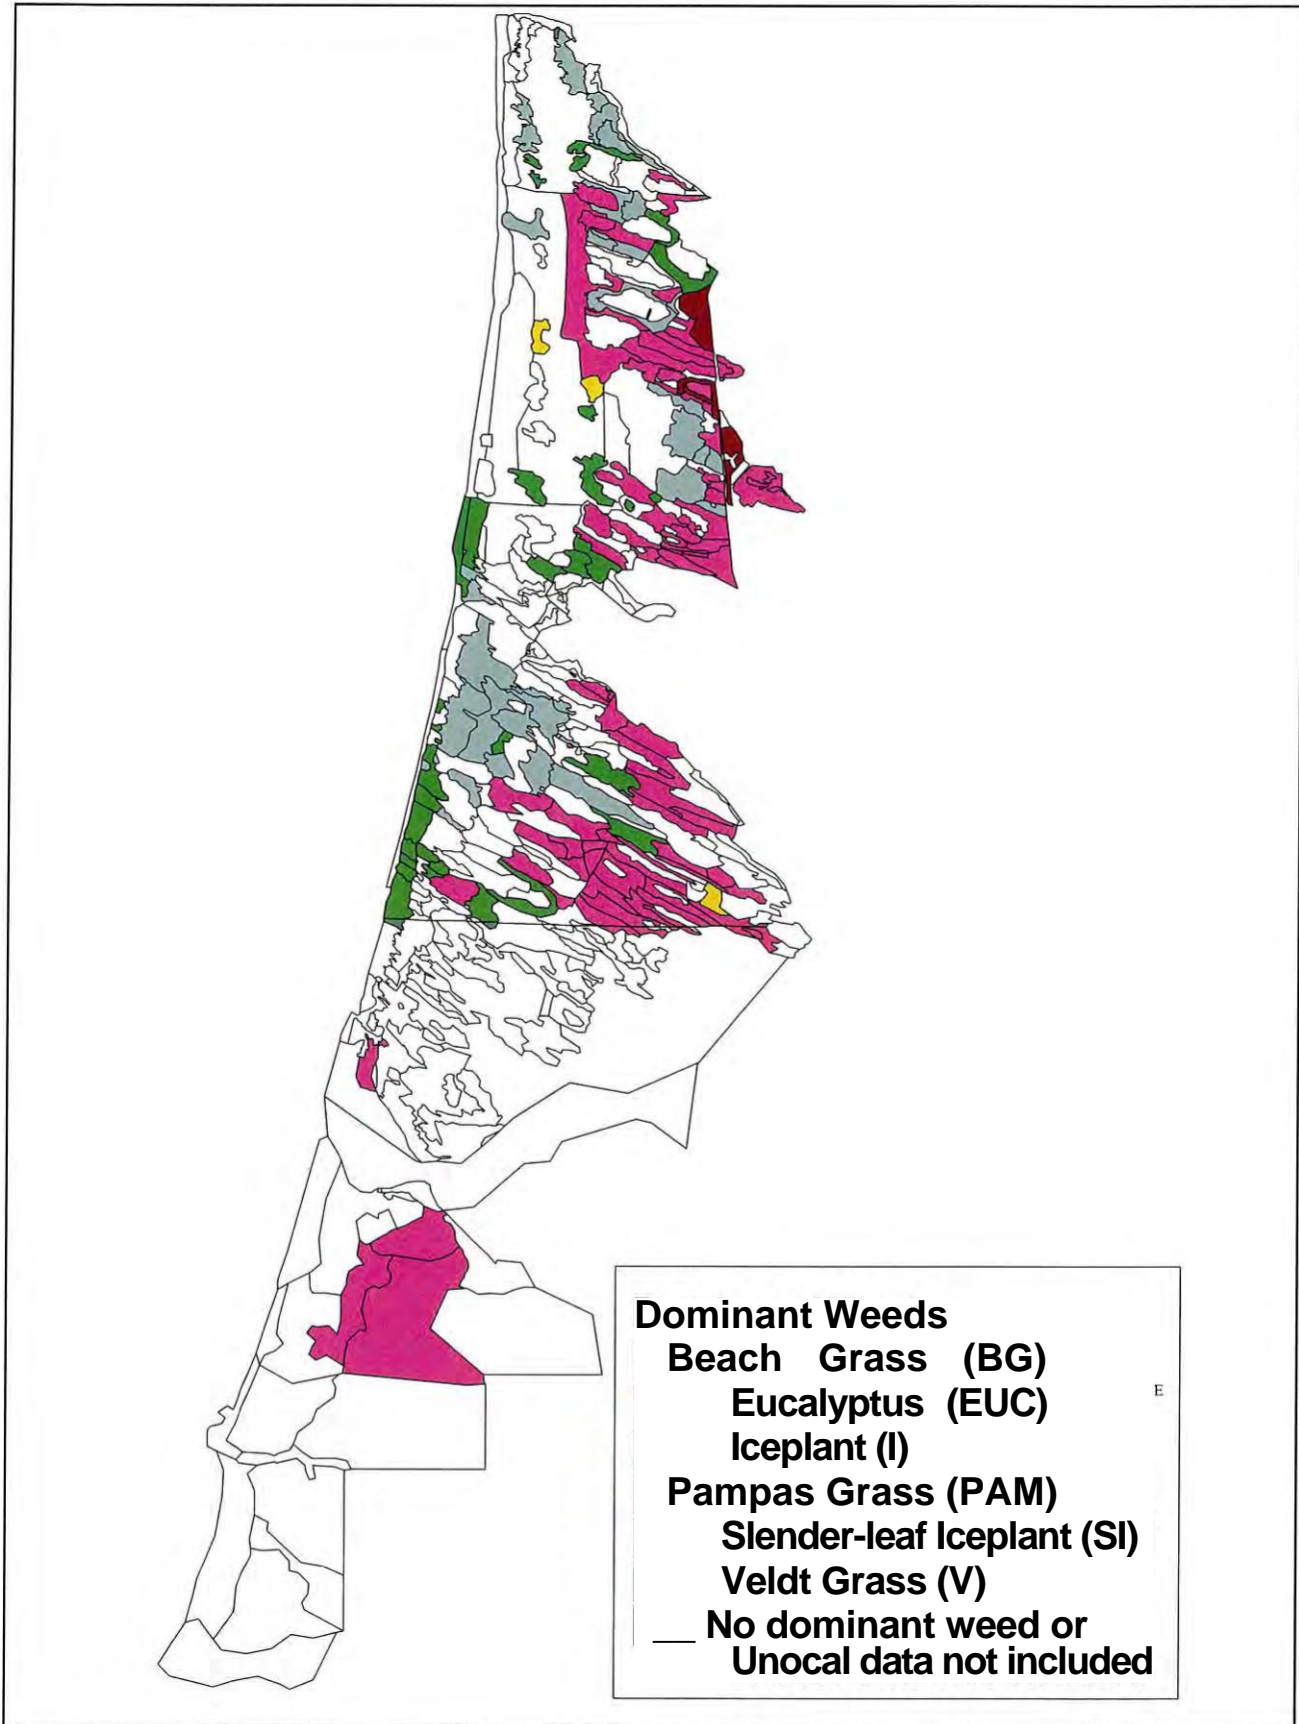 Dominant Weeds
Beach Grass (BG)
Eucalyptus (EUC)
Iceplant (I)
Pampas Grass (PAM)
Slender-leaf Iceplant (SI)
Veldt Grass (V)
__ No dominant weed or
Unocal data not included
E